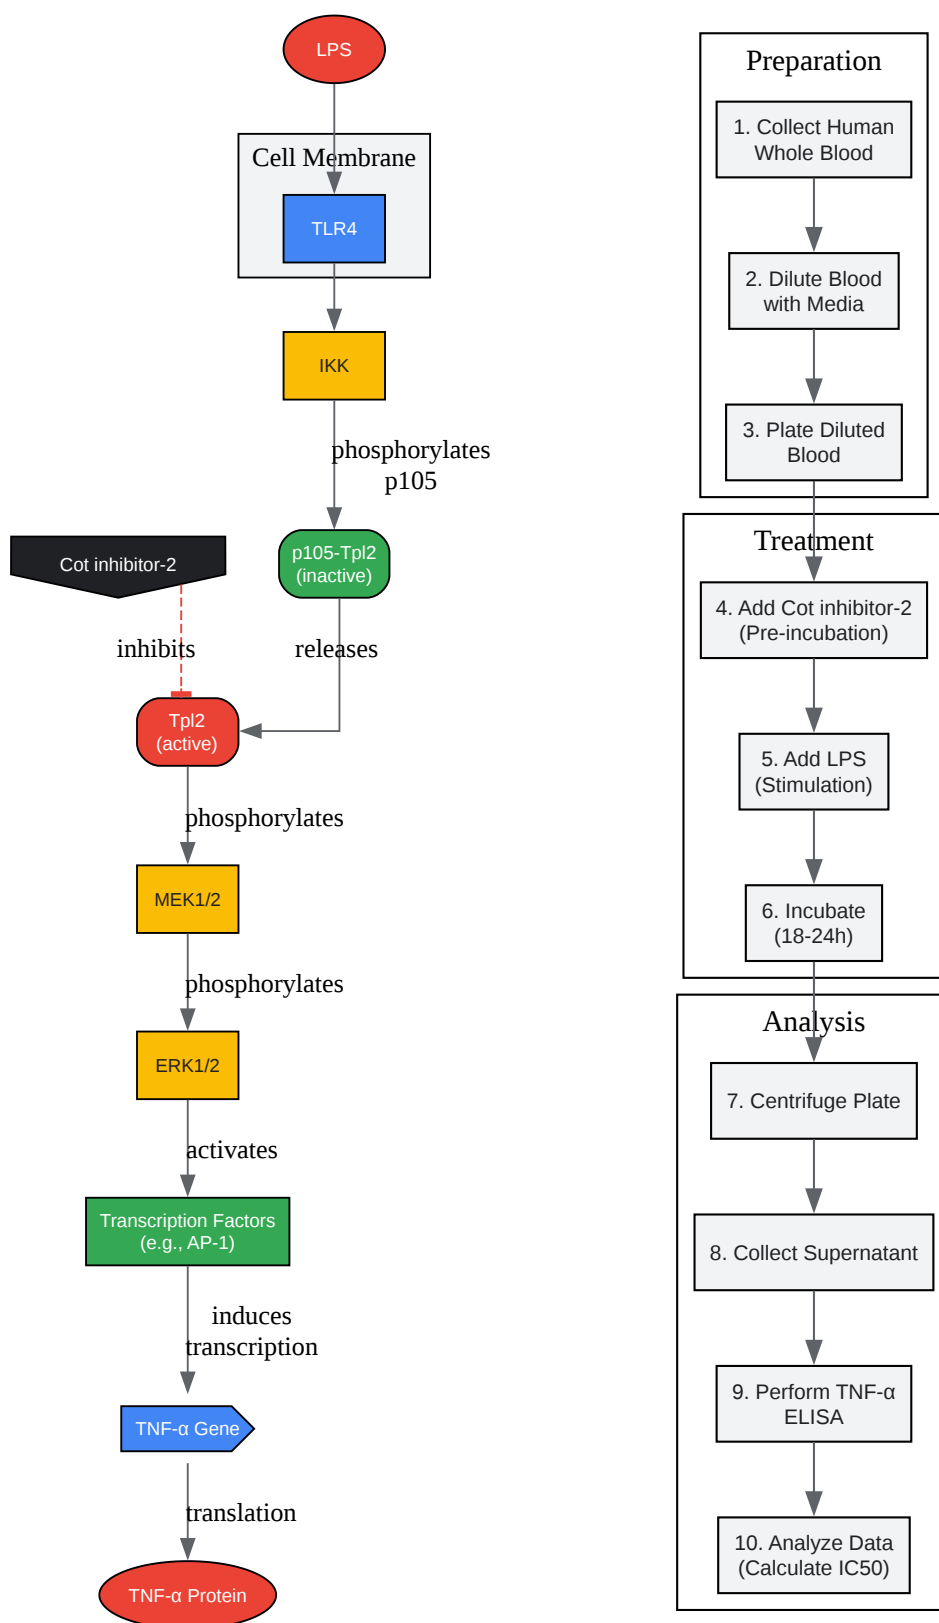 LPS
Cell Membrane
TLR4
IKK
phosphorylates
p105
p105-Tpl2
(inactive)
Cot inhibitor-2
inhibits
releases
Tpl2
(active)
phosphorylates
MEK1/2
phosphorylates
ERK1/2
activates
Transcription Factors
(e.g., AP-1)
induces
transcription
TNF-α Gene
translation
TNF-α Protein
Preparation
1. Collect Human
Whole Blood
2. Dilute Blood
with Media
3. Plate Diluted
Blood
Treatment
4. Add Cot inhibitor-2
(Pre-incubation)
5. Add LPS
(Stimulation)
6. Incubate
(18-24h)
Analysis
7. Centrifuge Plate
8. Collect Supernatant
9. Perform TNF-α
ELISA
10. Analyze Data
(Calculate IC50)